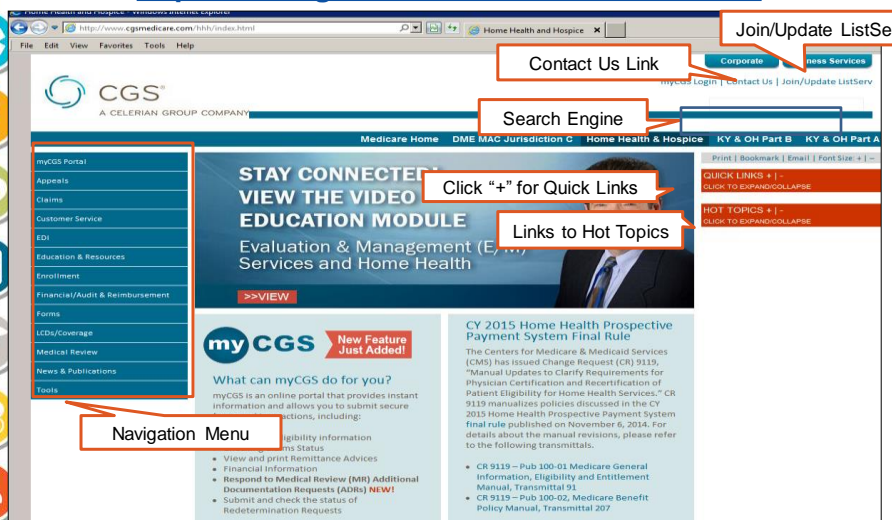 Home Health and Hospice - Windows Internet Explorer
http://www.cgsmedicare.com/hhh/index.html
Home Health and Hospice
File Edit View Favorites Tools Help
Join/Update ListSe
Contact Us Link
Corporate
ness Services
myCGS Login | Contact Us | Join/Update ListServ
CGS®
A CELERIAN GROUP COMPANY
Search Engine
Medicare Home DME MAC Jurisdiction C Home Health & Hospice KY & OH Part B KY & OH Part A
Print | Bookmark | Email | Font Size: + | –
myCGS Portal
Appeals
Claims
Customer Service
EDI
Education & Resources
Enrollment
Financial/Audit & Reimbursement
Forms
LCDs/Coverage
Medical Review
News & Publications
Tools
Navigation Menu
STAY CONNECTED!
VIEW THE VIDEO
EDUCATION MODULE
Evaluation & Management (E/M)
Services and Home Health
>>VIEW
Click “+” for Quick Links
Links to Hot Topics
QUICK LINKS + | -
CLICK TO EXPAND/COLLAPSE
HOT TOPICS + | -
CLICK TO EXPAND/COLLAPSE
myCGS
New Feature
Just Added!
What can myCGS do for you?
myCGS is an online portal that provides instant
information and allows you to submit secure
actions, including:
igibility information
ms Status
• View and print Remittance Advices
• Financial Information
• Respond to Medical Review (MR) Additional
Documentation Requests (ADRs) NEW!
• Submit and check the status of
Redetermination Requests
CY 2015 Home Health Prospective
Payment System Final Rule
The Centers for Medicare & Medicaid Services
(CMS) has issued Change Request (CR) 9119,
"Manual Updates to Clarify Requirements for
Physician Certification and Recertification of
Patient Eligibility for Home Health Services." CR
9119 manualizes policies discussed in the CY
2015 Home Health Prospective Payment System
final rule published on November 6, 2014. For
details about the manual revisions, please refer
to the following transmittals.
• CR 9119 – Pub 100-01 Medicare General
Information, Eligibility and Entitlement
Manual, Transmittal 91
• CR 9119 – Pub 100-02, Medicare Benefit
Policy Manual, Transmittal 207